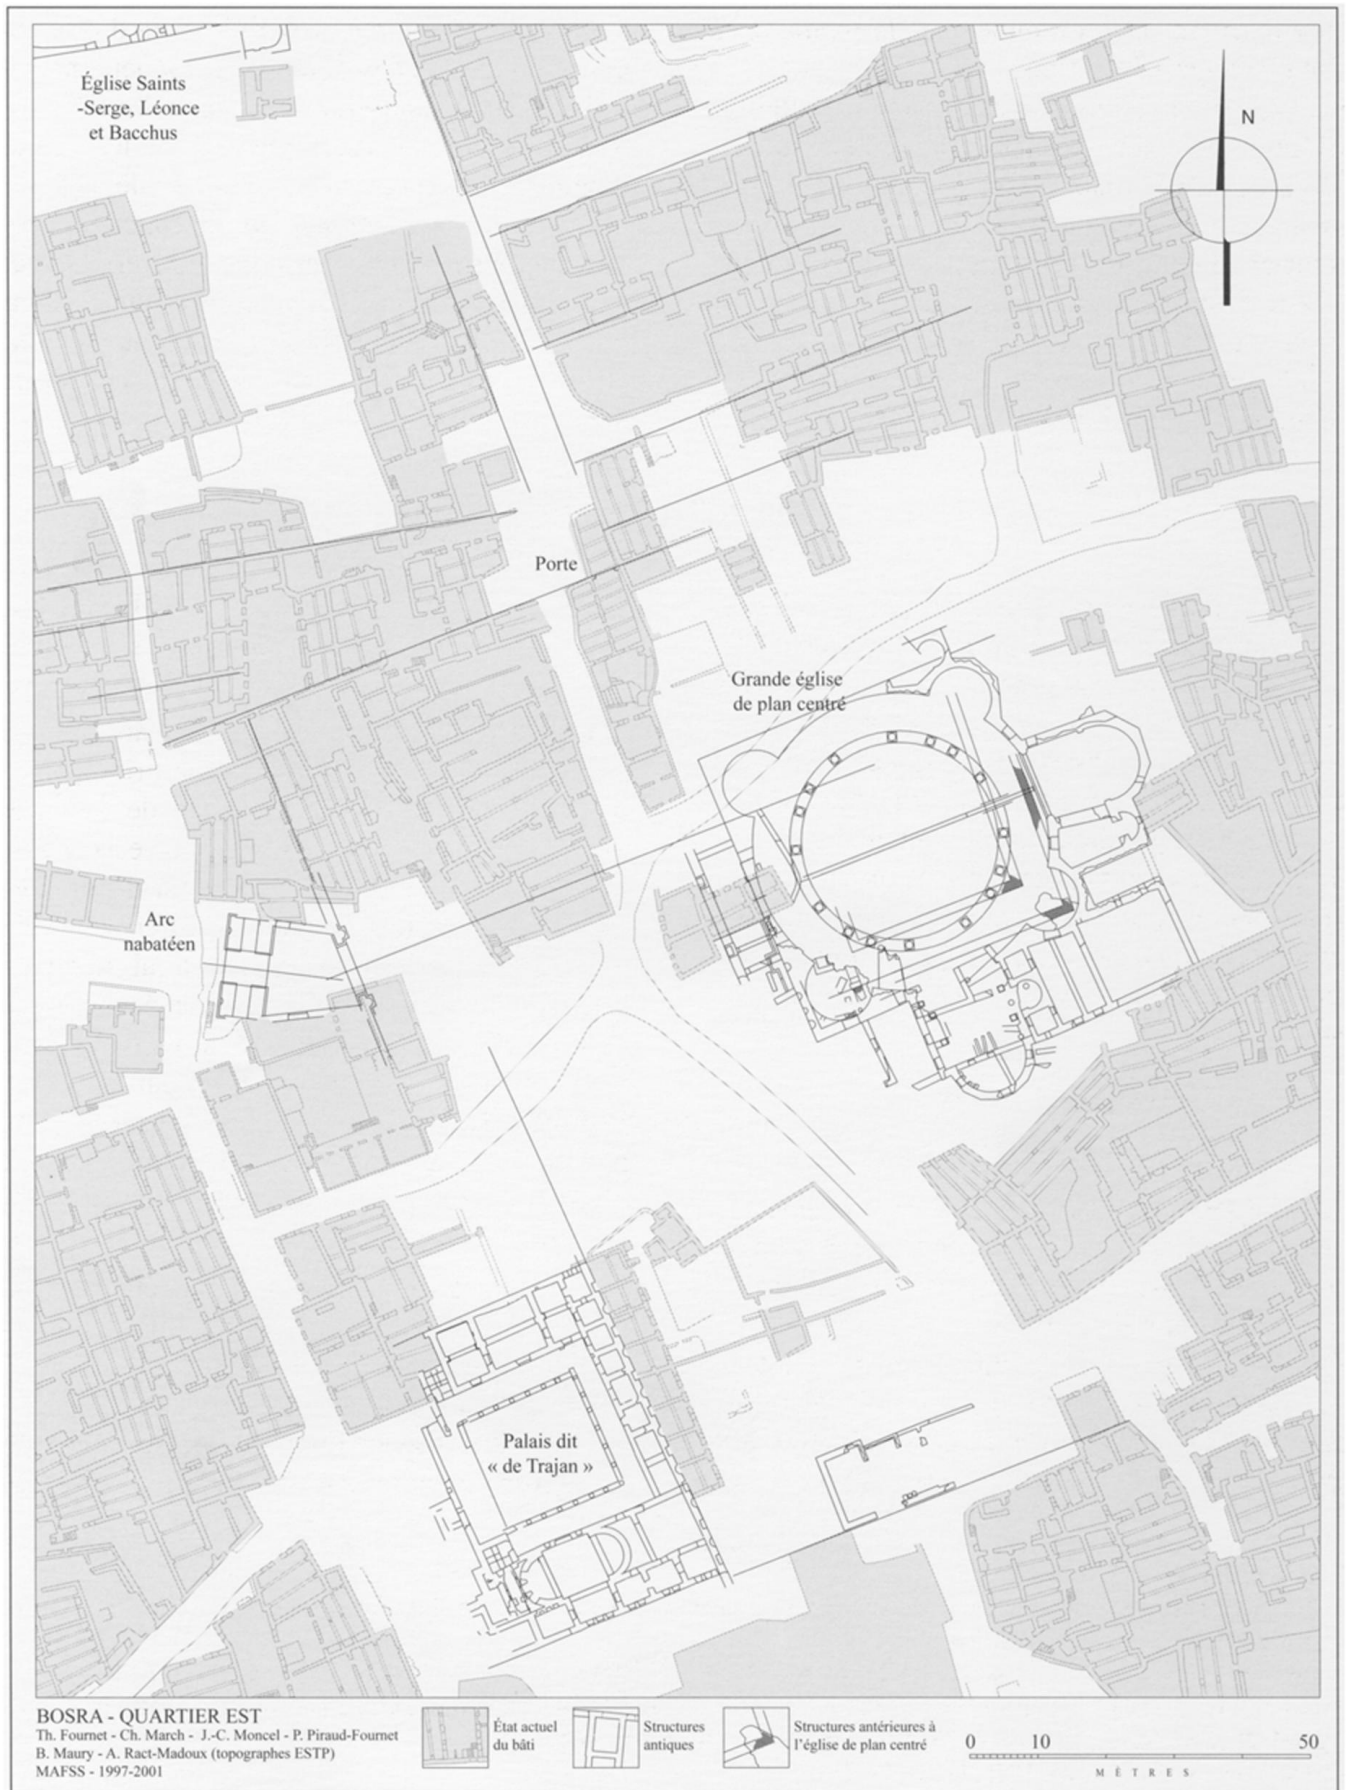 Église Saints
-Serge, Léonce
et Bacchus
N
Porte
Grande église
de plan centré
Arc
nabatéen
Palais dit
« de Trajan »
BOSRA - QUARTIER EST
Th. Fournet - Ch. March - J.-C. Moncel - P. Piraud-Fournet
B. Maury - A. Ract-Madoux (topographes ESTP)
MAFSS - 1997-2001
État actuel
du bâti
Structures
antiques
Structures antérieures à
l'église de plan centré
0 10 50
MÈTRES